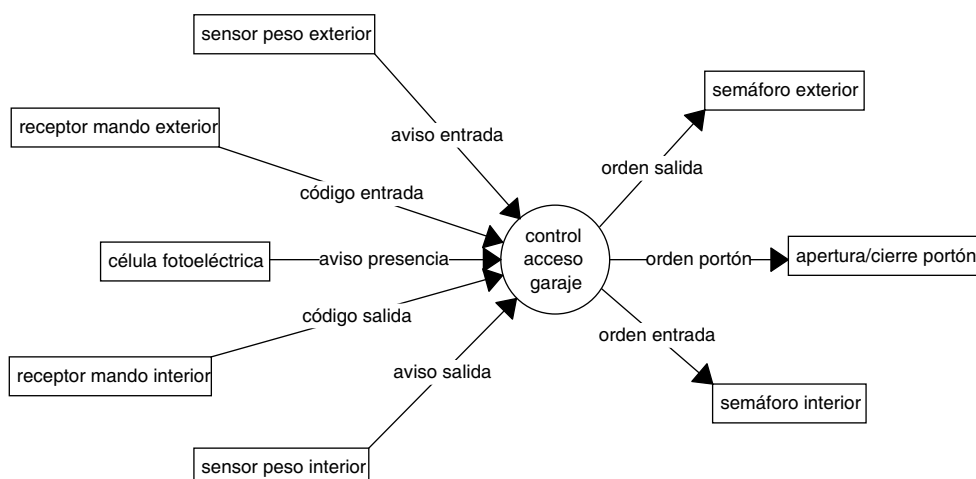 sensor peso exterior
semáforo exterior
receptor mando exterior
aviso entrada
orden salida
código entrada
control
acceso
garaje
célula fotoeléctrica
aviso presencia
orden portón
apertura/cierre portón
código salida
orden entrada
receptor mando interior
aviso salida
semáforo interior
sensor peso interior